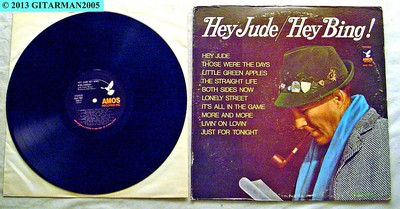 © 2013 GITARMAN2005
Hey Jude / Hey Bing!
HEY JUDE
THOSE WERE THE DAYS
LITTLE GREEN APPLES
THE STRAIGHT LIFE
BOTH SIDES NOW
LONELY STREET
IT'S ALL IN THE GAME
MORE AND MORE
LIVIN' ON LOVIN'
JUST FOR TONIGHT
AMOS